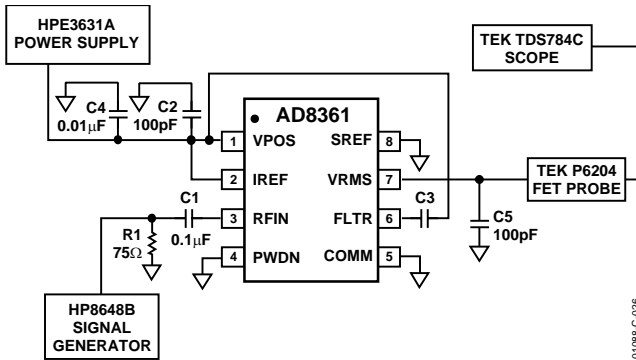 HPE3631A
POWER SUPPLY
TEK TDS784C
SCOPE
C4
0.01µF
C2
100pF
AD8361
1 VPOS
SREF 8
2 IREF
VRMS 7
TEK P6204
FET PROBE
C1
0.1µF
3 RFIN
FLTR 6
C3
C5
100pF
R1
75Ω
4 PWDN
COMM 5
HP8648B
SIGNAL
GENERATOR
01088-C-026